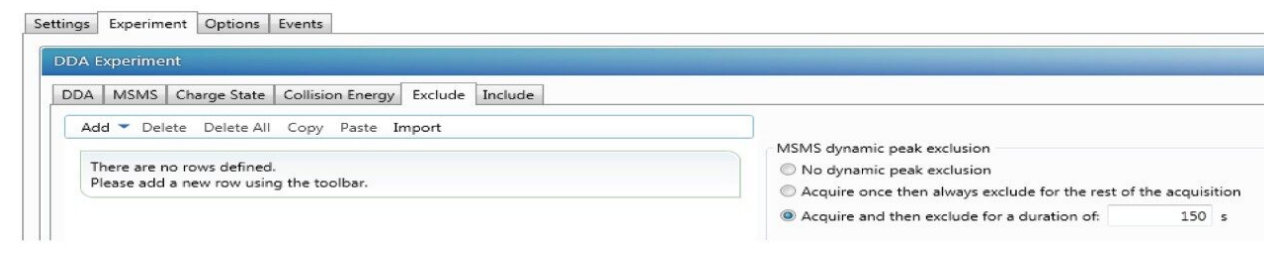 Settings Experiment Options Events
DDA Experiment
DDA MSMS Charge State Collision Energy Exclude Include
Add Delete Delete All Copy Paste Import
There are no rows defined.
Please add a new row using the toolbar.
MSMS dynamic peak exclusion
No dynamic peak exclusion
Acquire once then always exclude for the rest of the acquisition
Acquire and then exclude for a duration of: 150 s